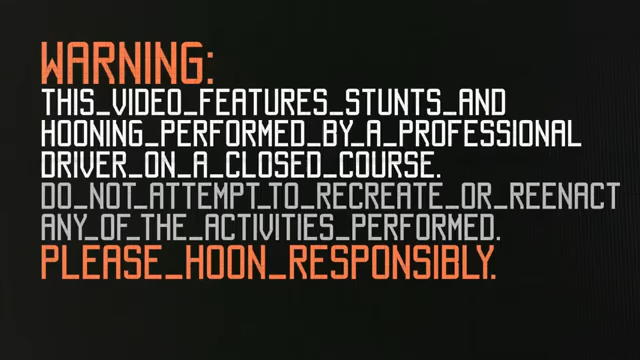 WARNING:
THIS_VIDEO_FEATURES_STUNTS_AND
HOONING_PERFORMED_BY_A_PROFESSIONAL
DRIVER_ON_A_CLOSED_COURSE.
DO_NOT_ATTEMPT_TO_RECREATE_OR_REENACT
ANY_OF_THE_ACTIVITIES_PERFORMED.
PLEASE_HOON_RESPONSIBLY.